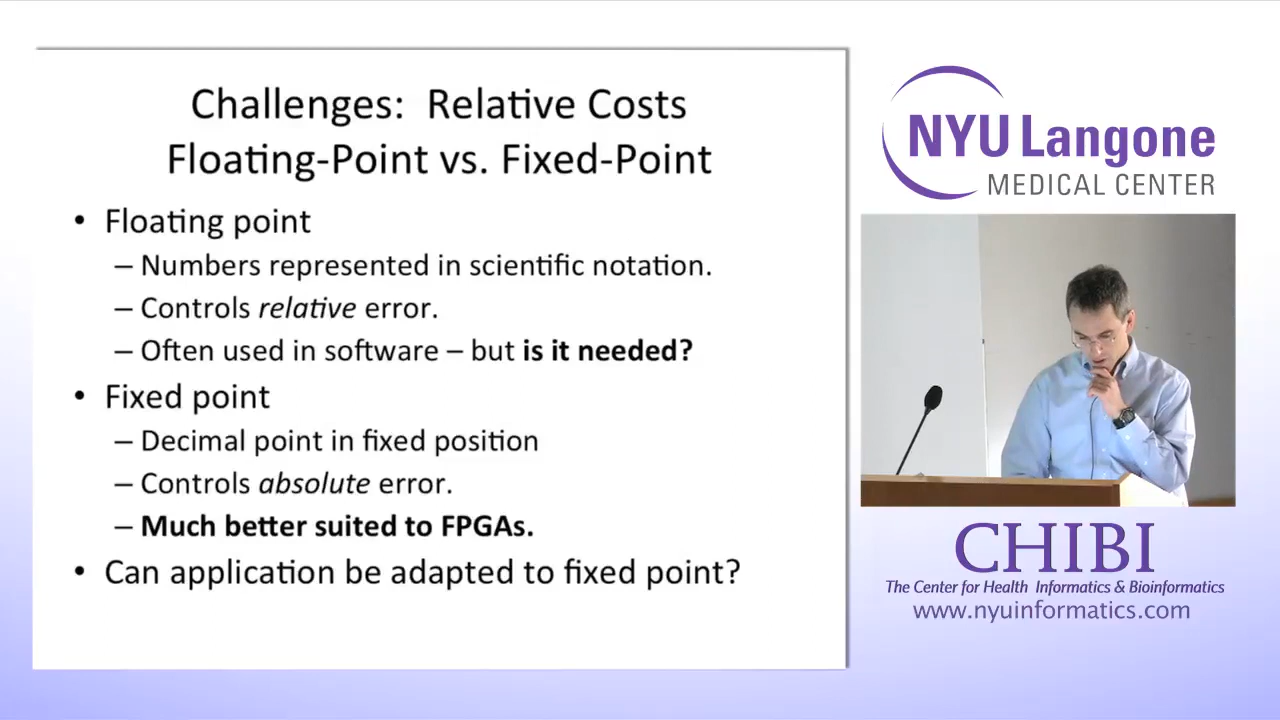 Challenges: Relative Costs
Floating-Point vs. Fixed-Point
• Floating point
– Numbers represented in scientific notation.
– Controls relative error.
– Often used in software – but is it needed?
• Fixed point
– Decimal point in fixed position
– Controls absolute error.
– Much better suited to FPGAs.
• Can application be adapted to fixed point?
NYU Langone
MEDICAL CENTER
CHIBI
The Center for Health Informatics & Bioinformatics
www.nyuinformatics.com